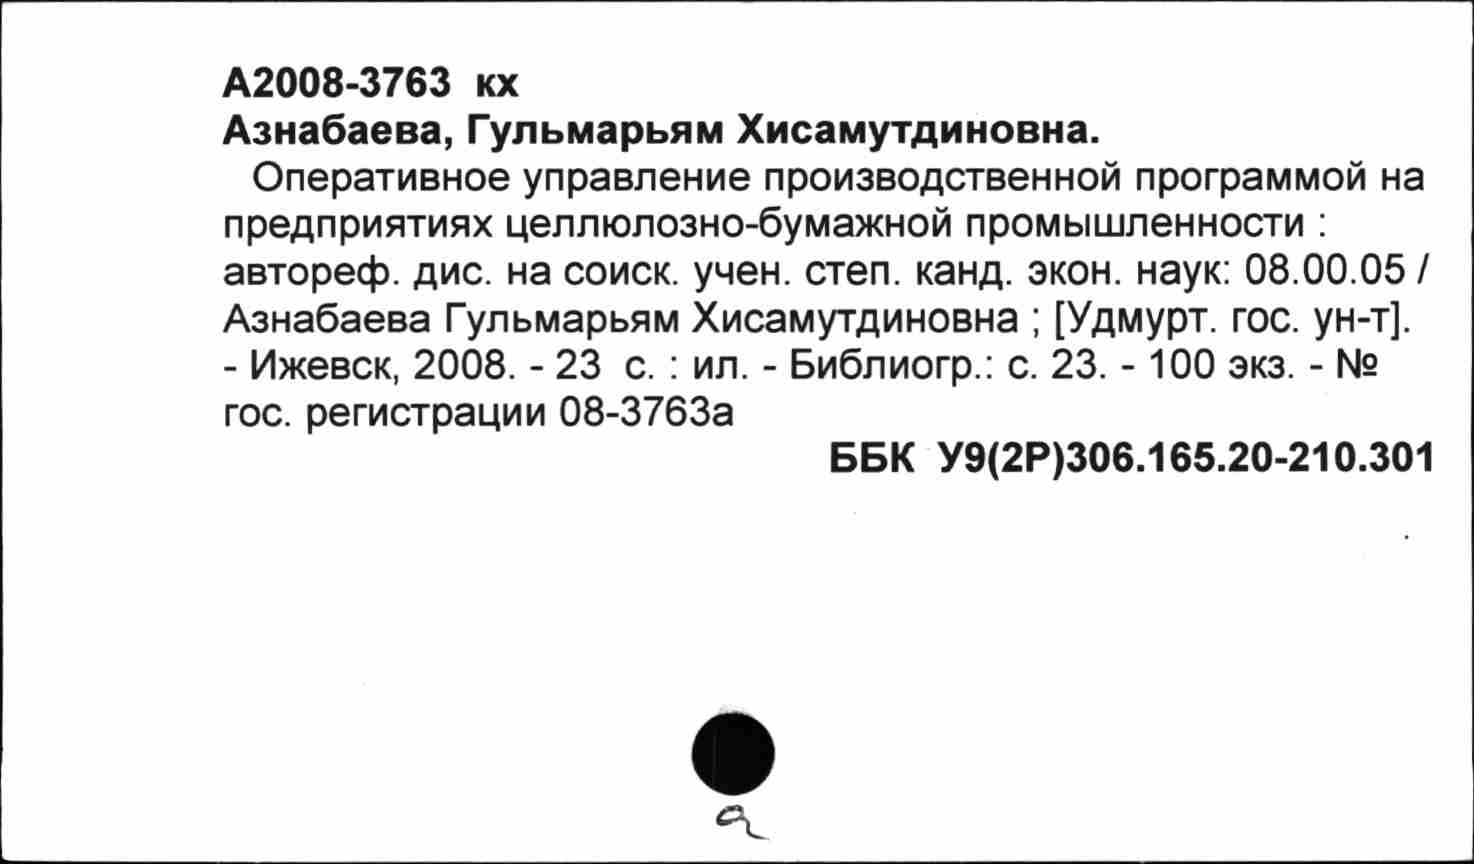 А2008-3763 кх
Азнабаева, Гульмарьям Хисамутдиновна.
Оперативное управление производственной программой на
предприятиях целлюлозно-бумажной промышленности :
автореф. дис. на соиск. учен. степ. канд. экон. наук: 08.00.05 /
Азнабаева Гульмарьям Хисамутдиновна ; [Удмурт. гос. ун-т].
- Ижевск, 2008. - 23 с. : ил. - Библиогр.: с. 23. - 100 экз. - №
гос. регистрации 08-3763а
ББК У9(2Р)306.165.20-210.301